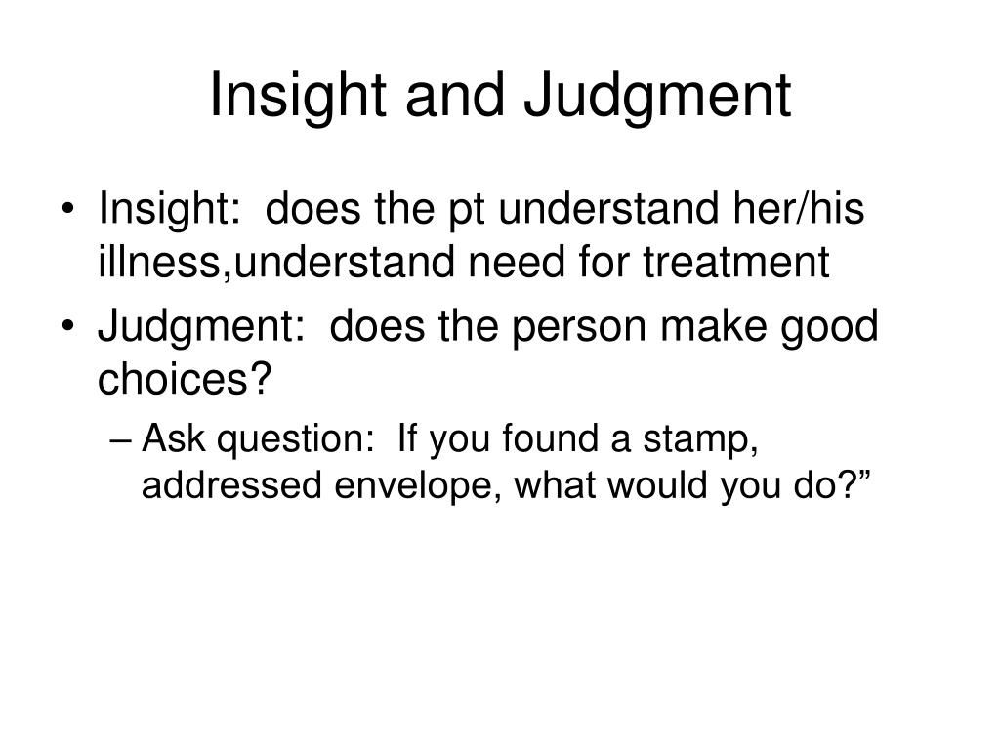 Insight and Judgment
• Insight:  does the pt understand her/his
illness,understand need for treatment
• Judgment:  does the person make good
choices?
– Ask question:  If you found a stamp,
addressed envelope, what would you do?”